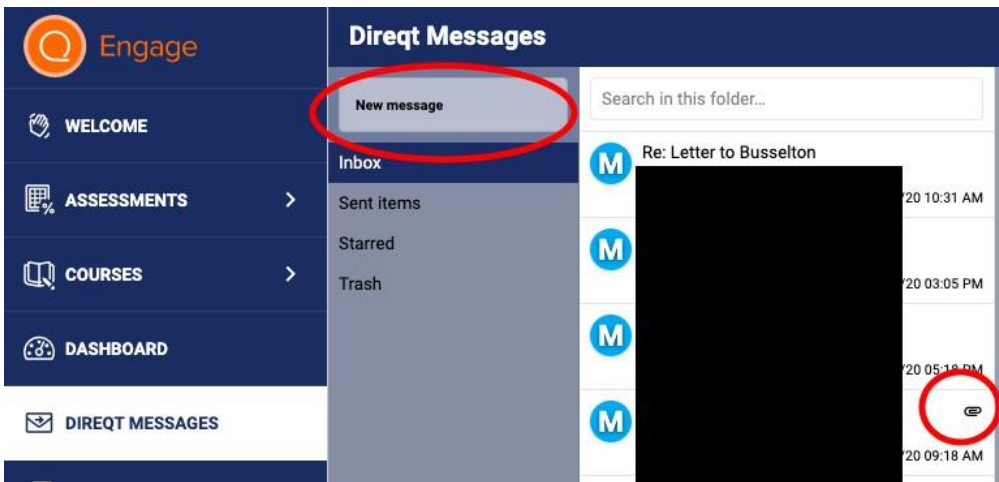 Engage
WELCOME
ASSESSMENTS
COURSES
DASHBOARD
DIREQT MESSAGES
Direqt Messages
New message
Inbox
Sent items
Starred
Trash
Search in this folder...
M
Re: Letter to Busselton
/20 10:31 AM
M
/20 03:05 PM
M
/20 05:18 PM
M
/20 09:18 AM